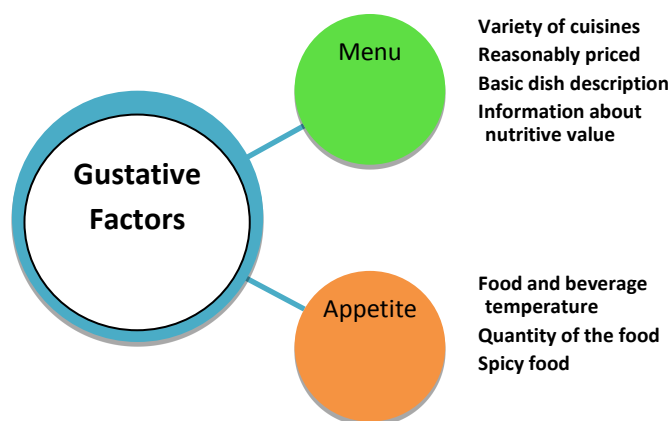 Gustative
Factors
Menu
Variety of cuisines
Reasonably priced
Basic dish description
Information about
nutritive value
Appetite
Food and beverage
temperature
Quantity of the food
Spicy food